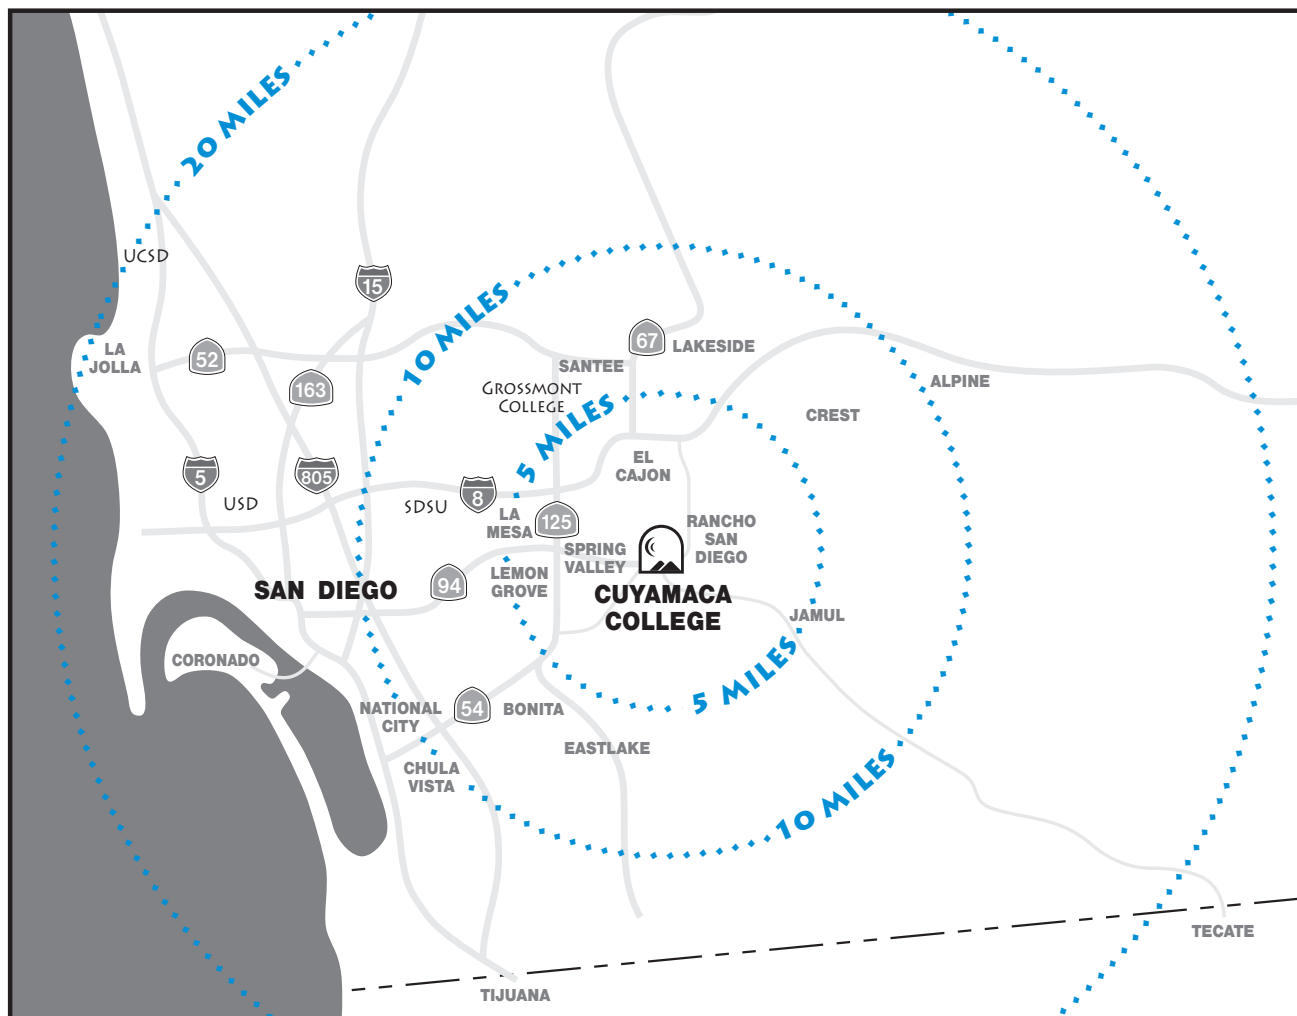 20 MILES
UCSD
15
10 MILES
67
LAKESIDE
LA
JOLLA
52
SANTEE
163
GROSSMONT
COLLEGE
ALPINE
5 MILES
CREST
EL
CAJON
5
805
8
USD
SDSU
LA
MESA
125
RANCHO
SAN
DIEGO
SPRING
VALLEY
SAN DIEGO
94
LEMON
GROVE
CUYAMACA
COLLEGE
JAMUL
CORONADO
5 MILES
NATIONAL
CITY
54
BONITA
EASTLAKE
CHULA
VISTA
10 MILES
TECATE
TIJUANA